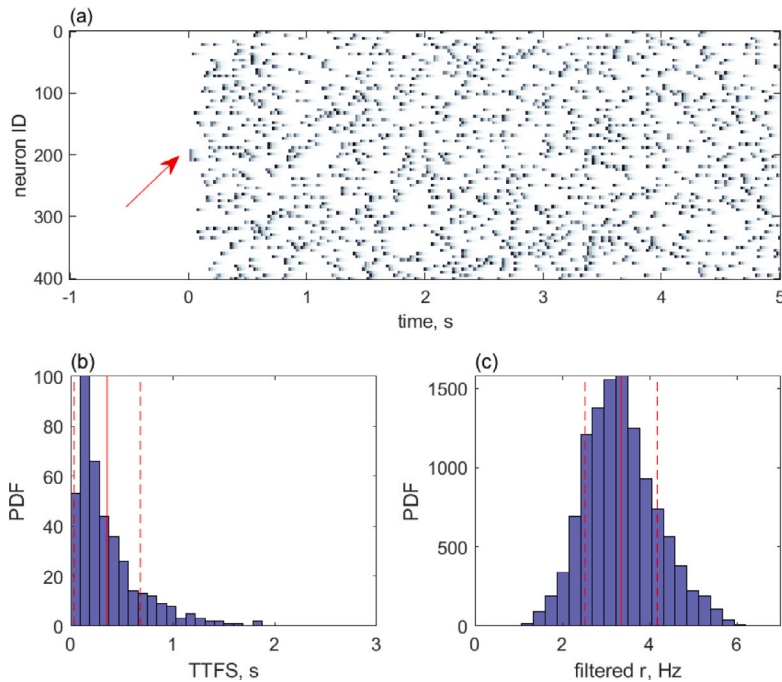 (a)
0
100
200
300
400
neuron ID
-1 0 1 2 3 4 5
time, s
(b)
100
80
60
40
20
0
PDF
0 1 2 3
TTFS, s
(c)
1500
1000
500
0
PDF
0 2 4 6
filtered r, Hz